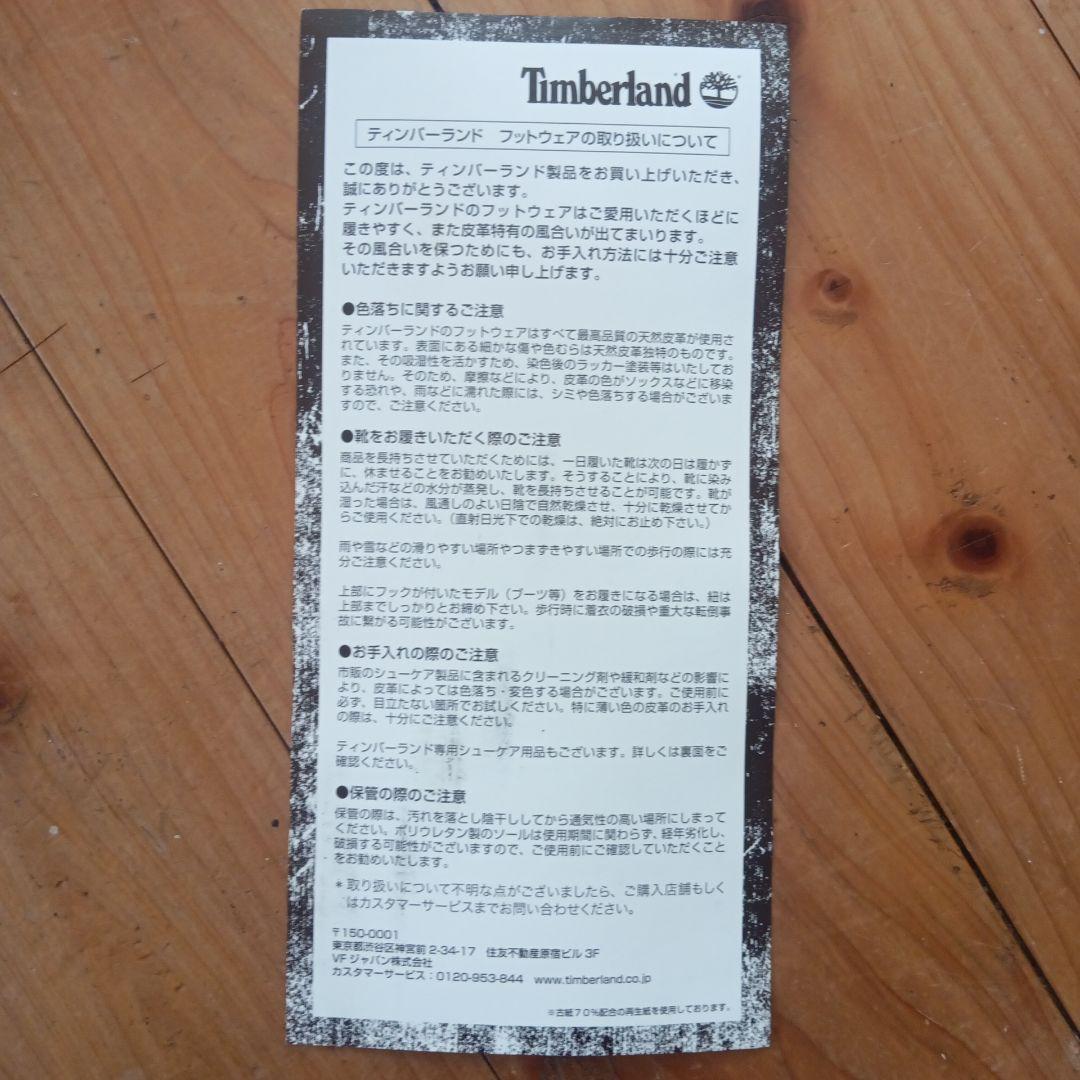 Timberland
ティンバーランド　フットウェアの取り扱いについて
この度は、ティンバーランド製品をお買い上げいただき、
誠にありがとうございます。
ティンバーランドのフットウェアはご愛用いただくほどに
履きやすく、また皮革特有の風合いが出てまいります。
その風合いを保つためにも、お手入れ方法には十分ご注意
いただきますようお願い申し上げます。
●色落ちに関するご注意
ティンバーランドのフットウェアはすべて最高品質の天然皮革が使用さ
れています。表面にある細かな傷や色むらは天然皮革独特のものです。
また、その吸湿性を活かすため、染色後のラッカー塗装等はいたしてお
りません。そのため、摩擦などにより、皮革の色がソックスなどに移染
する恐れや、雨などに濡れた際には、シミや色落ちする場合がございま
すので、ご注意ください。
●靴をお履きいただく際のご注意
商品を長持ちさせていただくためには、一日履いた靴は次の日は履かず
に、休ませることをお勧めいたします。そうすることにより、靴に染み
込んだ汗などの水分が蒸発し、靴を長持ちさせることが可能です。靴が
湿った場合は、風通しのよい日陰で自然乾燥させ、十分に乾燥させてか
らご使用ください。（直射日光下での乾燥は、絶対にお止め下さい。）
雨や雪などの滑りやすい場所やつまずきやすい場所での歩行の際には充
分ご注意ください。
上部にフックが付いたモデル（ブーツ等）をお履きになる場合は、紐は
上部までしっかりとお締め下さい。歩行時に着衣の破損や重大な転倒事
故に繋がる可能性がございます。
●お手入れの際のご注意
市販のシューケア製品に含まれるクリーニング剤や緩和剤などの影響に
より、皮革によっては色落ち・変色する場合がございます。ご使用前に
必ず、目立たない箇所でお試しください。特に薄い色の皮革のお手入れ
の際は、十分にご注意ください。
ティンバーランド専用シューケア用品もございます。詳しくは裏面をご
確認ください。
●保管の際のご注意
保管の際は、汚れを落とし陰干ししてから通気性の高い場所にしまって
ください。ポリウレタン製のソールは使用期間に関わらず、経年劣化し、
破損する可能性がございますので、ご使用前にご確認していただくこと
をお勧めいたします。
＊取り扱いについて不明な点がございましたら、ご購入店舗もしく
はカスタマーサービスまでお問い合わせください。
〒150-0001
東京都渋谷区神宮前 2-34-17　住友不動産原宿ビル 3F
VF ジャパン株式会社
カスタマーサービス：0120-953-844　www.timberland.co.jp
※古紙70%配合の再生紙を使用しております。